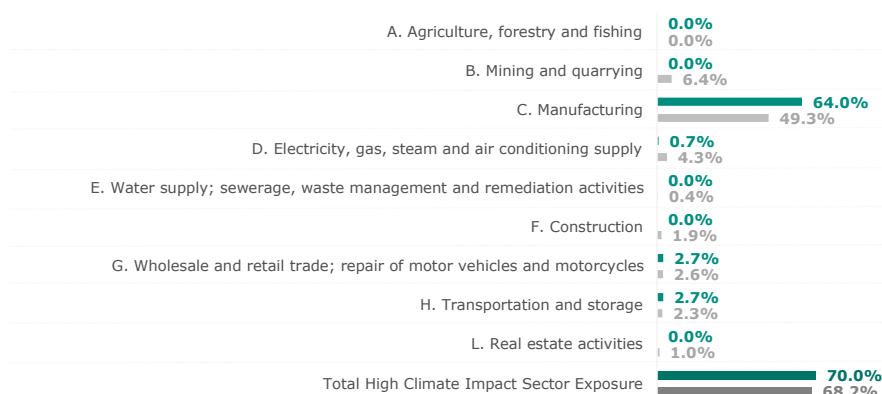 A. Agriculture, forestry and fishing
0.0%
0.0%
B. Mining and quarrying
0.0%
6.4%
C. Manufacturing
64.0%
49.3%
D. Electricity, gas, steam and air conditioning supply
0.7%
4.3%
E. Water supply; sewerage, waste management and remediation activities
0.0%
0.4%
F. Construction
0.0%
1.9%
G. Wholesale and retail trade; repair of motor vehicles and motorcycles
2.7%
2.6%
H. Transportation and storage
2.7%
2.3%
L. Real estate activities
0.0%
1.0%
Total High Climate Impact Sector Exposure
70.0%
68.2%